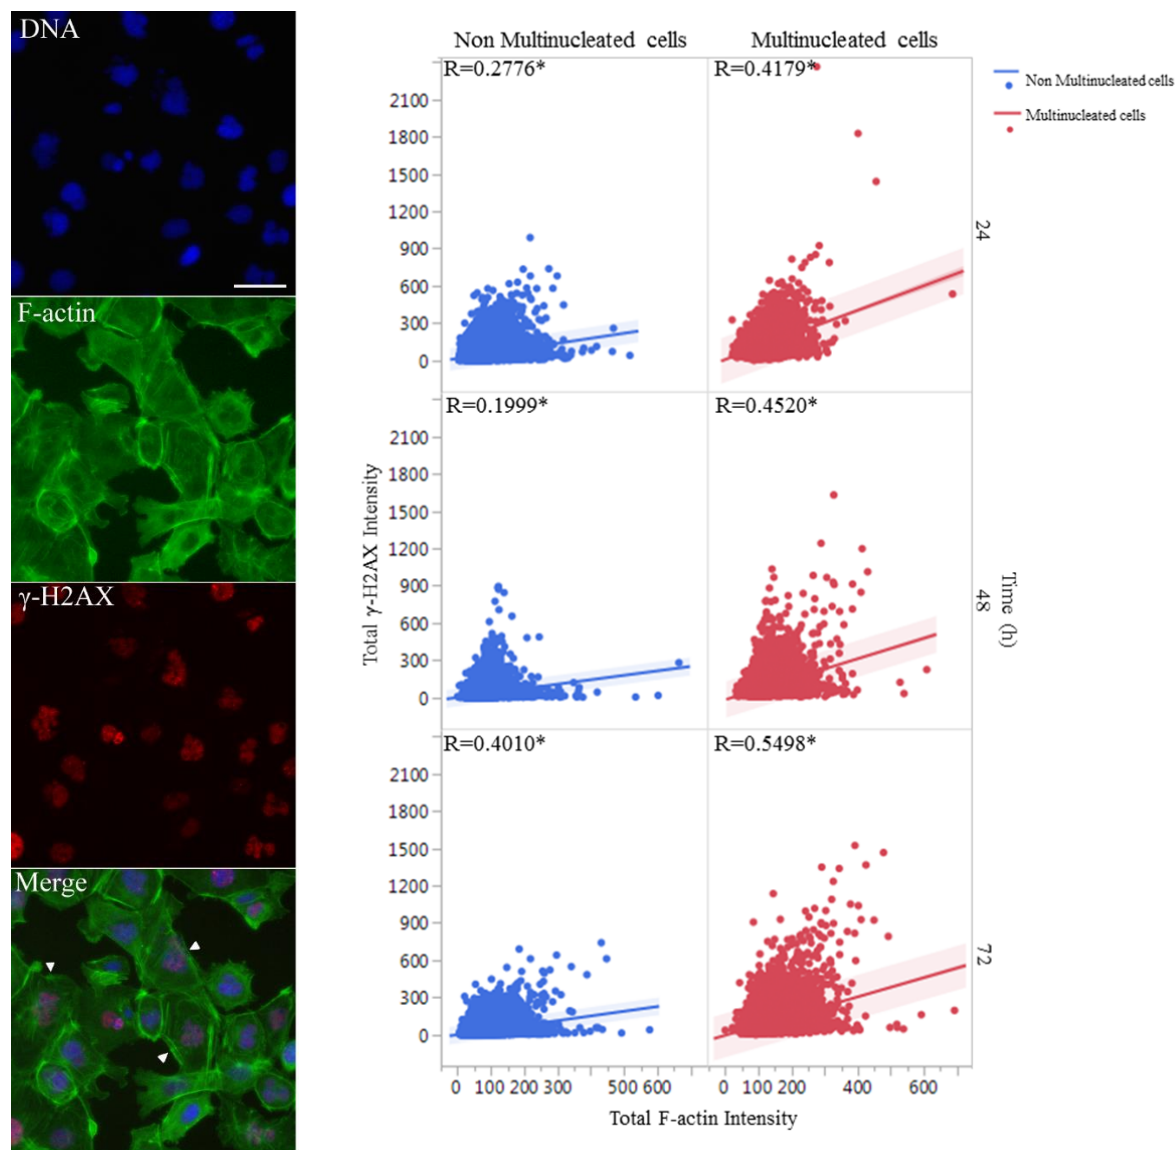 DNA
F-actin
γ-H2AX
Merge
Non Multinucleated cells
Multinucleated cells
R=0.2776*
R=0.4179*
2100
1800
1500
1200
900
600
300
0
24
R=0.1999*
R=0.4520*
2100
1800
1500
1200
900
600
300
0
48
R=0.4010*
R=0.5498*
2100
1800
1500
1200
900
600
300
0
72
Total γ-H2AX Intensity
Time (h)
0 100 200 300 500 600
0 100 200 400 600
Total F-actin Intensity
Non Multinucleated cells
Multinucleated cells